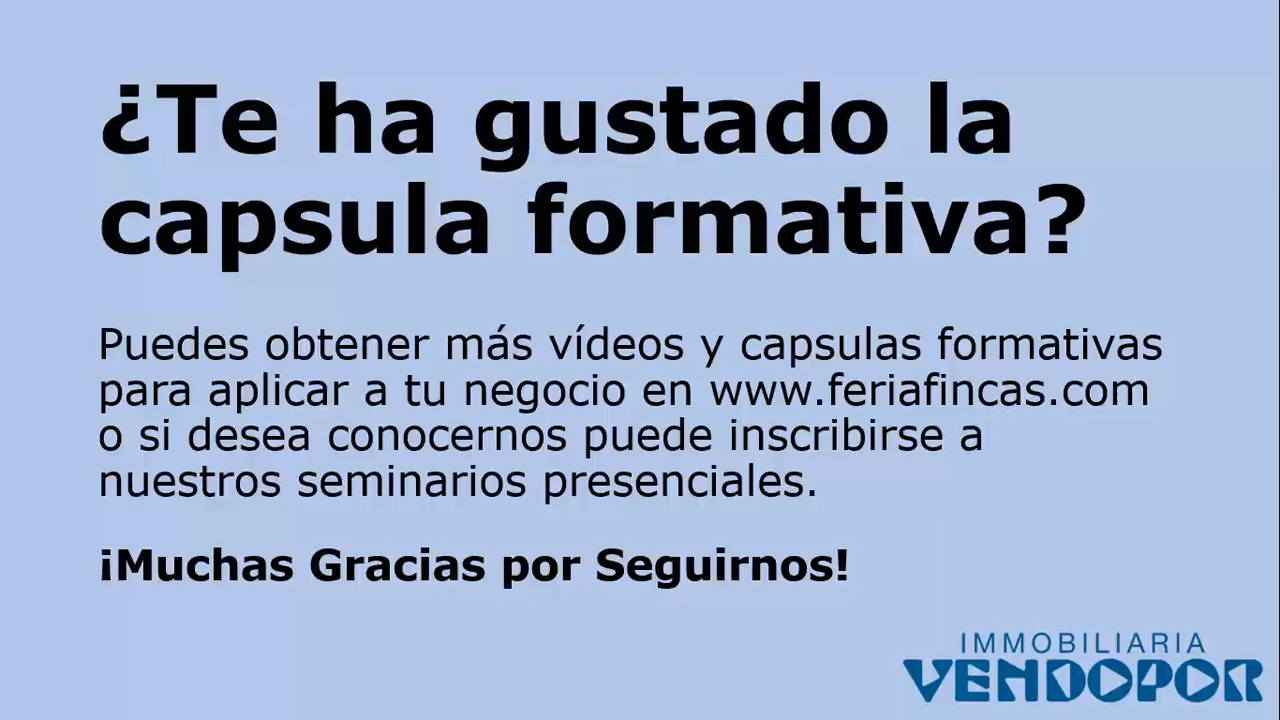 ¿Te ha gustado la
capsula formativa?
Puedes obtener más vídeos y capsulas formativas
para aplicar a tu negocio en www.feriafincas.com
o si desea conocernos puede inscribirse a
nuestros seminarios presenciales.
¡Muchas Gracias por Seguirnos!
IMMOBILIARIA
VENDOPOR